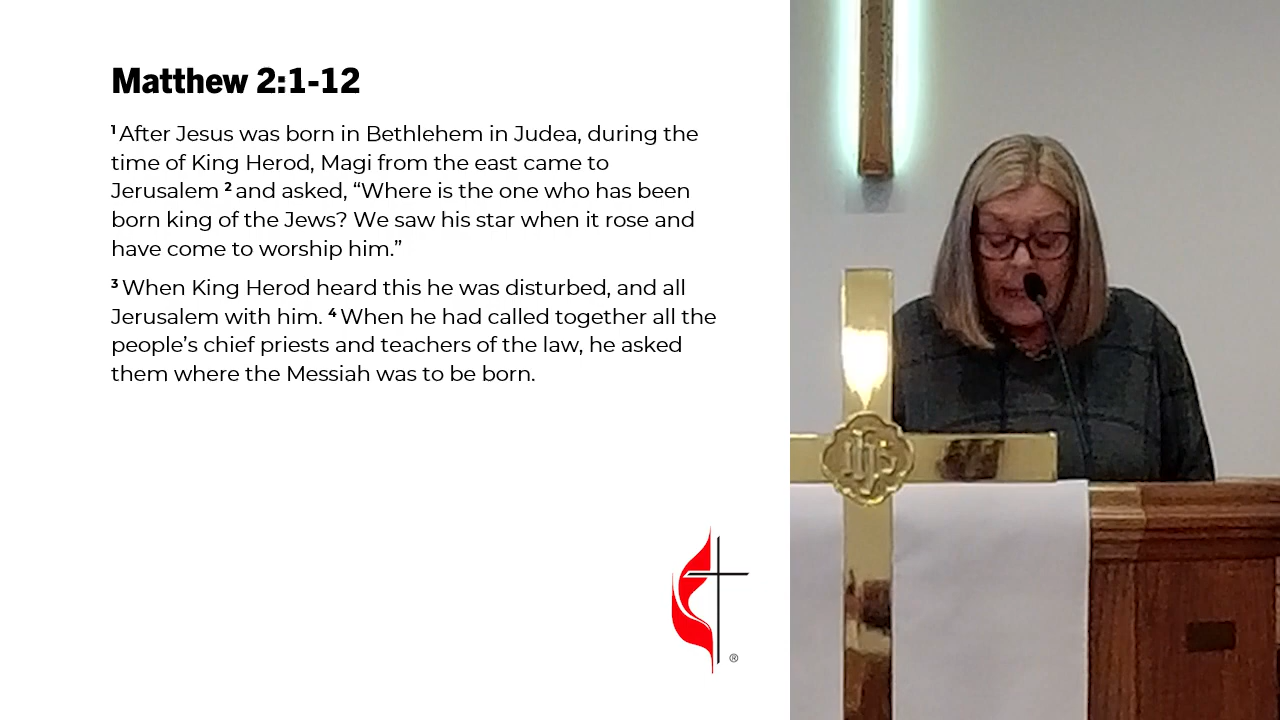 Matthew 2:1-12
¹ After Jesus was born in Bethlehem in Judea, during the
time of King Herod, Magi from the east came to
Jerusalem ² and asked, “Where is the one who has been
born king of the Jews? We saw his star when it rose and
have come to worship him.”
³ When King Herod heard this he was disturbed, and all
Jerusalem with him. ⁴ When he had called together all the
people’s chief priests and teachers of the law, he asked
them where the Messiah was to be born.
®
IHS